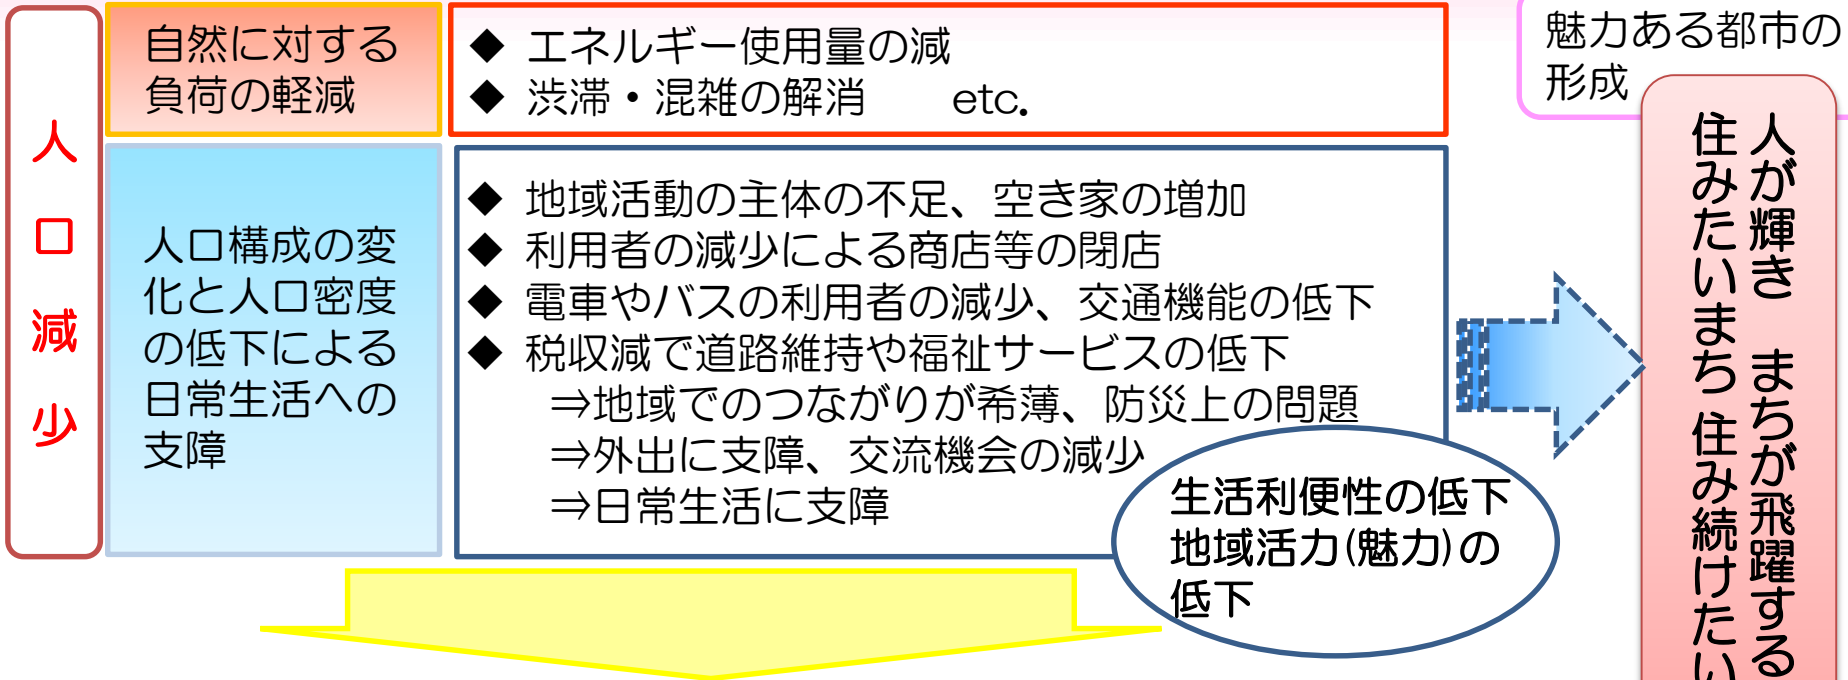 人口減少
自然に対する
負荷の軽減
◆ エネルギー使用量の減
◆ 渋滞・混雑の解消　　etc.
人口構成の変
化と人口密度
の低下による
日常生活への
支障
◆ 地域活動の主体の不足、空き家の増加
◆ 利用者の減少による商店等の閉店
◆ 電車やバスの利用者の減少、交通機能の低下
◆ 税収減で道路維持や福祉サービスの低下
⇒地域でのつながりが希薄、防災上の問題
⇒外出に支障、交流機会の減少
⇒日常生活に支障
生活利便性の低下
地域活力(魅力)の
低下
魅力ある都市の
形成
人が輝き　まちが飛躍する
住みたいまち 住み続けたい